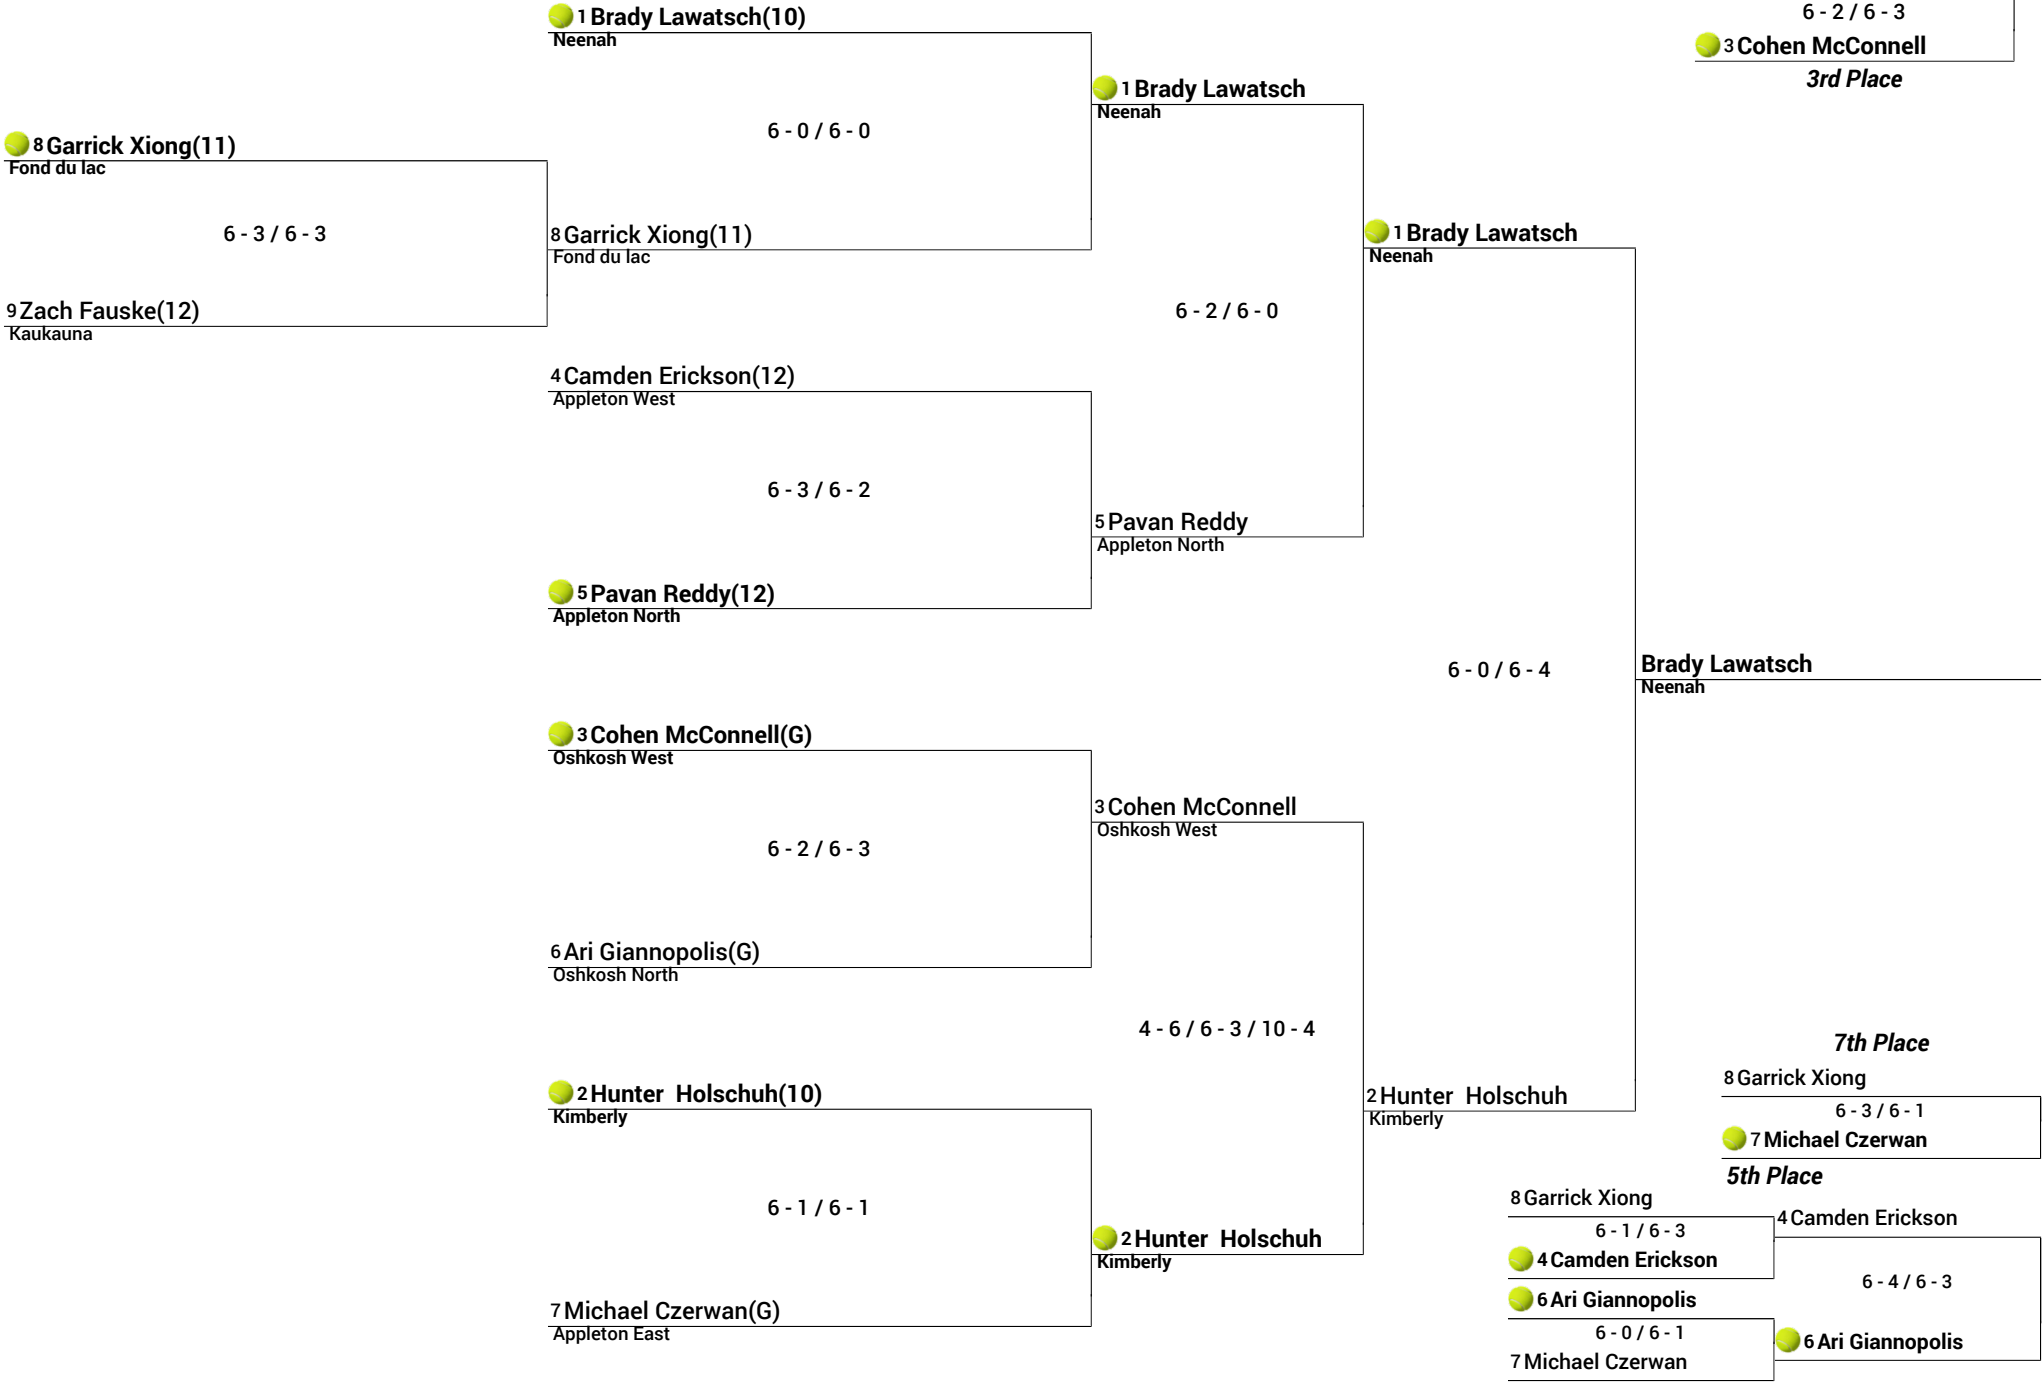 1 Brady Lawatsch(10)
Neenah
6 - 2 / 6 - 3
3 Cohen McConnell
3rd Place
1 Brady Lawatsch
Neenah
6 - 0 / 6 - 0
8 Garrick Xiong(11)
Fond du lac
6 - 3 / 6 - 3
8 Garrick Xiong(11)
Fond du lac
1 Brady Lawatsch
Neenah
9 Zach Fauske(12)
Kaukauna
6 - 2 / 6 - 0
4 Camden Erickson(12)
Appleton West
6 - 3 / 6 - 2
5 Pavan Reddy
Appleton North
5 Pavan Reddy(12)
Appleton North
6 - 0 / 6 - 4
Brady Lawatsch
Neenah
3 Cohen McConnell(G)
Oshkosh West
3 Cohen McConnell
Oshkosh West
6 - 2 / 6 - 3
6 Ari Giannopolis(G)
Oshkosh North
4 - 6 / 6 - 3 / 10 - 4
2 Hunter  Holschuh(10)
Kimberly
2 Hunter  Holschuh
Kimberly
6 - 1 / 6 - 1
2 Hunter  Holschuh
Kimberly
7 Michael Czerwan(G)
Appleton East
7th Place
8 Garrick Xiong
6 - 3 / 6 - 1
7 Michael Czerwan
5th Place
8 Garrick Xiong
6 - 1 / 6 - 3
4 Camden Erickson
4 Camden Erickson
6 - 4 / 6 - 3
6 Ari Giannopolis
6 - 0 / 6 - 1
7 Michael Czerwan
6 Ari Giannopolis